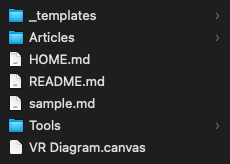 _templates
Articles
HOME.md
README.md
sample.md
Tools
VR Diagram.canvas